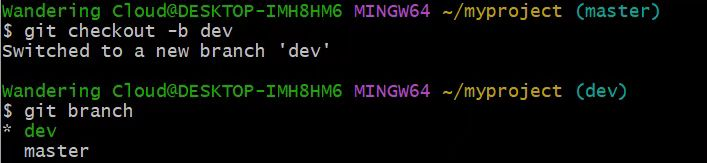 Wandering Cloud@DESKTOP-IMH8HM6 MINGW64 ~/myproject (master)
$ git checkout -b dev
Switched to a new branch 'dev'
Wandering Cloud@DESKTOP-IMH8HM6 MINGW64 ~/myproject (dev)
$ git branch
* dev
  master